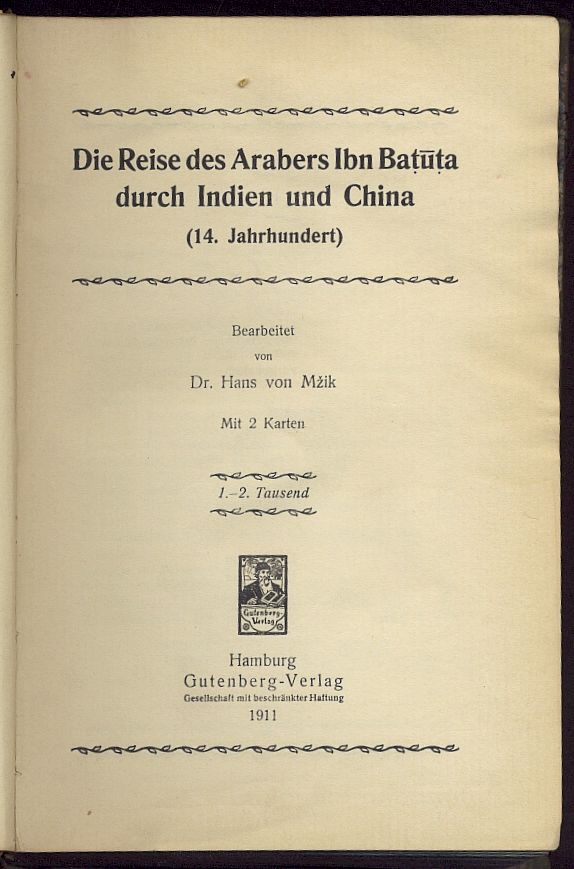 Die Reise des Arabers Ibn Baṭūṭa
durch Indien und China
(14. Jahrhundert)
Bearbeitet
von
Dr. Hans von Mžik
Mit 2 Karten
1.–2. Tausend
Gutenberg-
Verlag
Hamburg
Gutenberg-Verlag
Gesellschaft mit beschränkter Haftung
1911